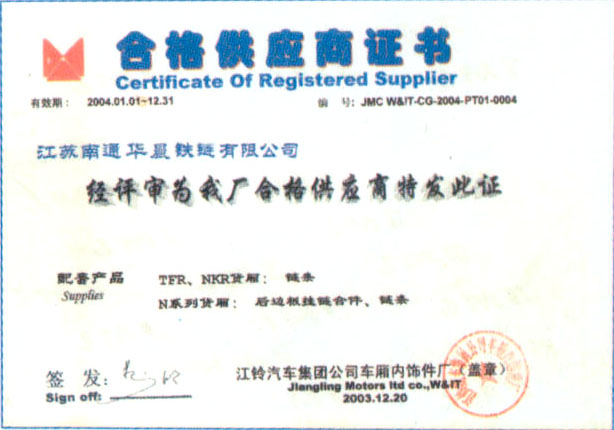 合格供应商证书
Certificate Of Registered Supplier
有效期： 2004.01.01~12.31 编 号： JMC W&IT-CG-2004-PT01-0004
江苏南通华晨铁链有限公司
经评审为我厂合格供应商特发此证
配套产品 TFR、NKR货厢： 链条
Supplies
N系列货厢： 后边板挂链合件、链条
签 发：
Sign off:
江铃汽车集团公司车厢内饰件厂（盖章）
Jiangling Motors ltd co.,W&IT
2003.12.20